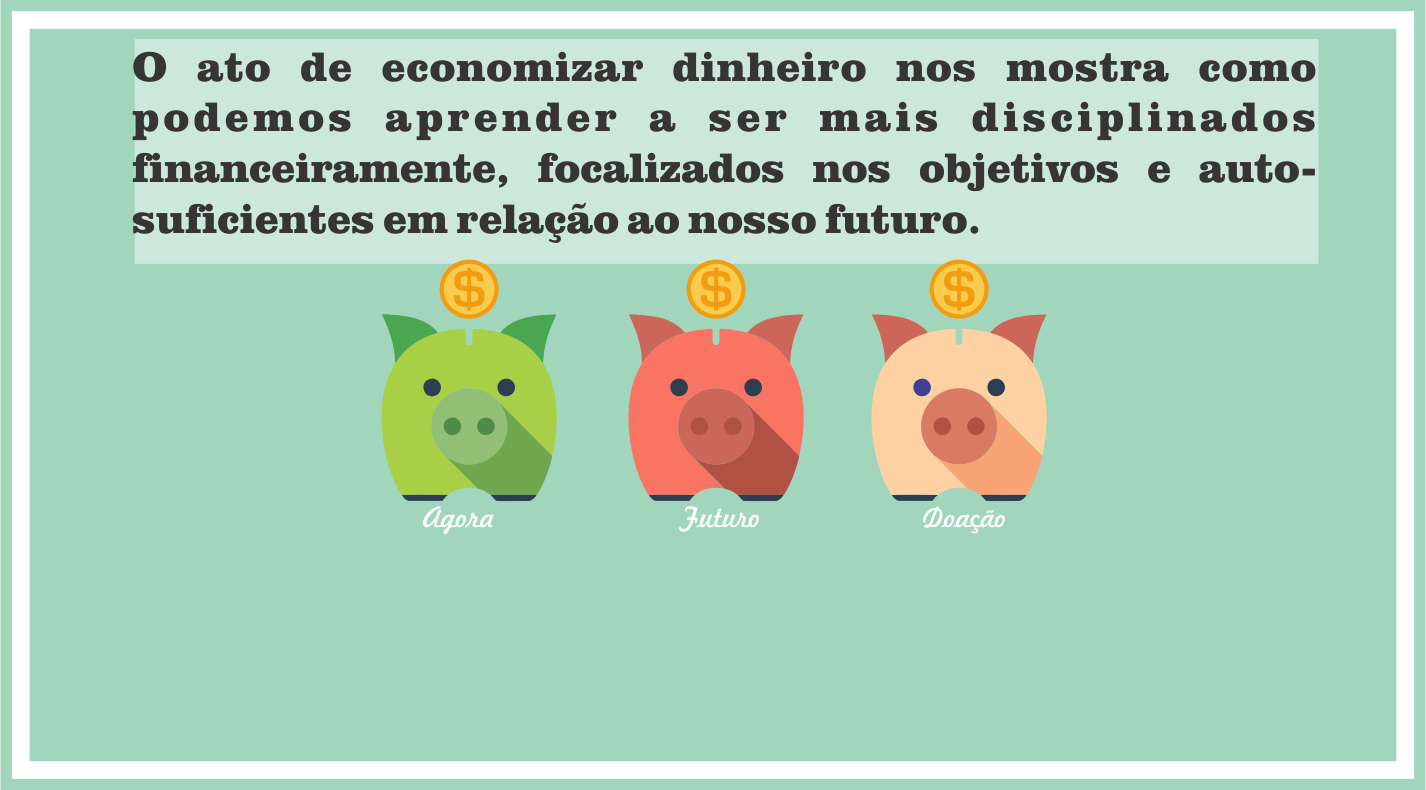 O ato de economizar dinheiro nos mostra como
podemos aprender a ser mais disciplinados
financeiramente, focalizados nos objetivos e auto-
suficientes em relação ao nosso futuro.
$ $ $
Agora Futuro Doação